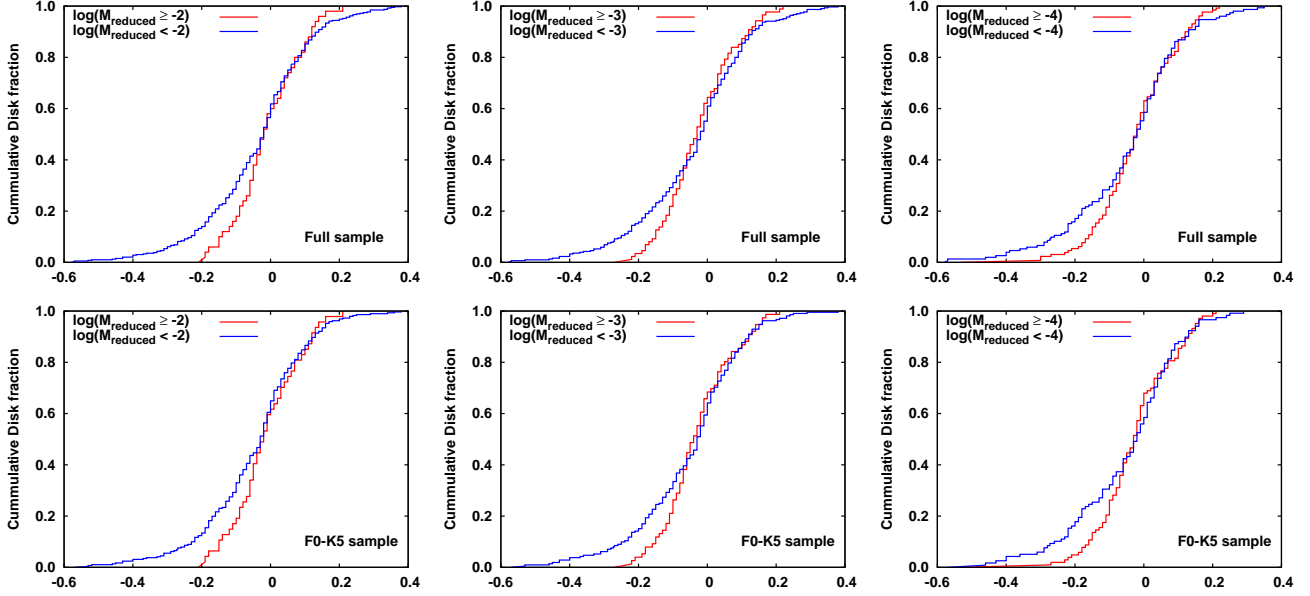 log(M_reduced ≥ -2)
log(M_reduced < -2)
Cummulative Disk fraction
1.0
0.8
0.6
0.4
0.2
0.0
Full sample
-0.6 -0.4 -0.2 0 0.2 0.4
log(M_reduced ≥ -3)
log(M_reduced < -3)
Cummulative Disk fraction
1.0
0.8
0.6
0.4
0.2
0.0
Full sample
-0.6 -0.4 -0.2 0 0.2 0.4
log(M_reduced ≥ -4)
log(M_reduced < -4)
Cummulative Disk fraction
1.0
0.8
0.6
0.4
0.2
0.0
Full sample
-0.6 -0.4 -0.2 0 0.2 0.4
log(M_reduced ≥ -2)
log(M_reduced < -2)
Cummulative Disk fraction
1.0
0.8
0.6
0.4
0.2
0.0
F0-K5 sample
-0.6 -0.4 -0.2 0 0.2 0.4
log(M_reduced ≥ -3)
log(M_reduced < -3)
Cummulative Disk fraction
1.0
0.8
0.6
0.4
0.2
0.0
F0-K5 sample
-0.6 -0.4 -0.2 0 0.2 0.4
log(M_reduced ≥ -4)
log(M_reduced < -4)
Cummulative Disk fraction
1.0
0.8
0.6
0.4
0.2
0.0
F0-K5 sample
-0.6 -0.4 -0.2 0 0.2 0.4